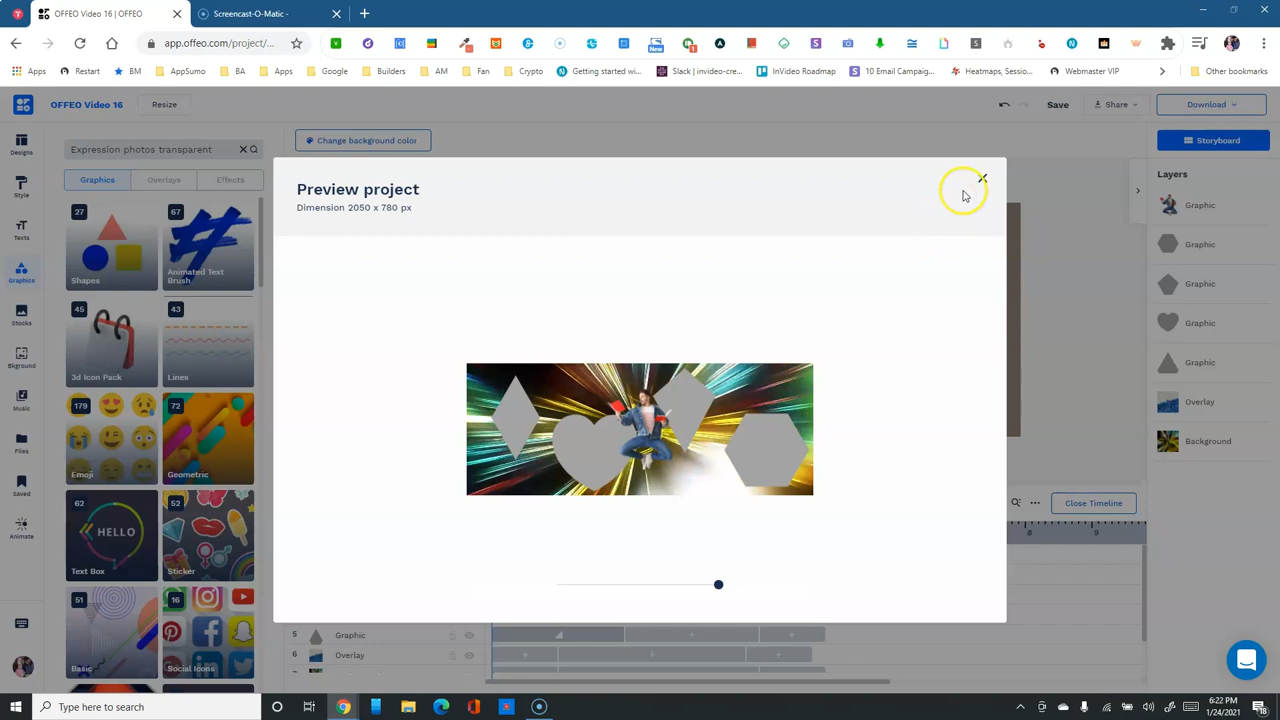 OFFEO Video 16 | OFFEO
Screencast-O-Matic -
app.offeo.com/project/...
New
Apps
Restart
BM
AppSumo
BA
Apps
Google
Builders
AM
Fan
Crypto
Getting started wi...
Slack | invideo-cre...
InVideo Roadmap
10 Email Campaig...
Heatmaps, Sessio...
Webmaster VIP
Other bookmarks
OFFEO Video 16
Resize
Save
Share
Download
Designs
Style
Texts
Graphics
Stocks
Bkground
Music
Files
Saved
Animate
Expression photos transparent
Graphics
Overlays
Effects
27
Shapes
67
Animated Text
Brush
45
3d Icon Pack
43
Lines
179
Emoji
72
Geometric
62
HELLO
Text Box
52
Sticker
51
Basic
16
Social Icons
Change background color
Preview project
Dimension 2050 x 780 px
Storyboard
Layers
Graphic
Graphic
Graphic
Graphic
Graphic
Overlay
Background
Close Timeline
8
9
5
Graphic
6
Overlay
Type here to search
6:22 PM
1/24/2021
18